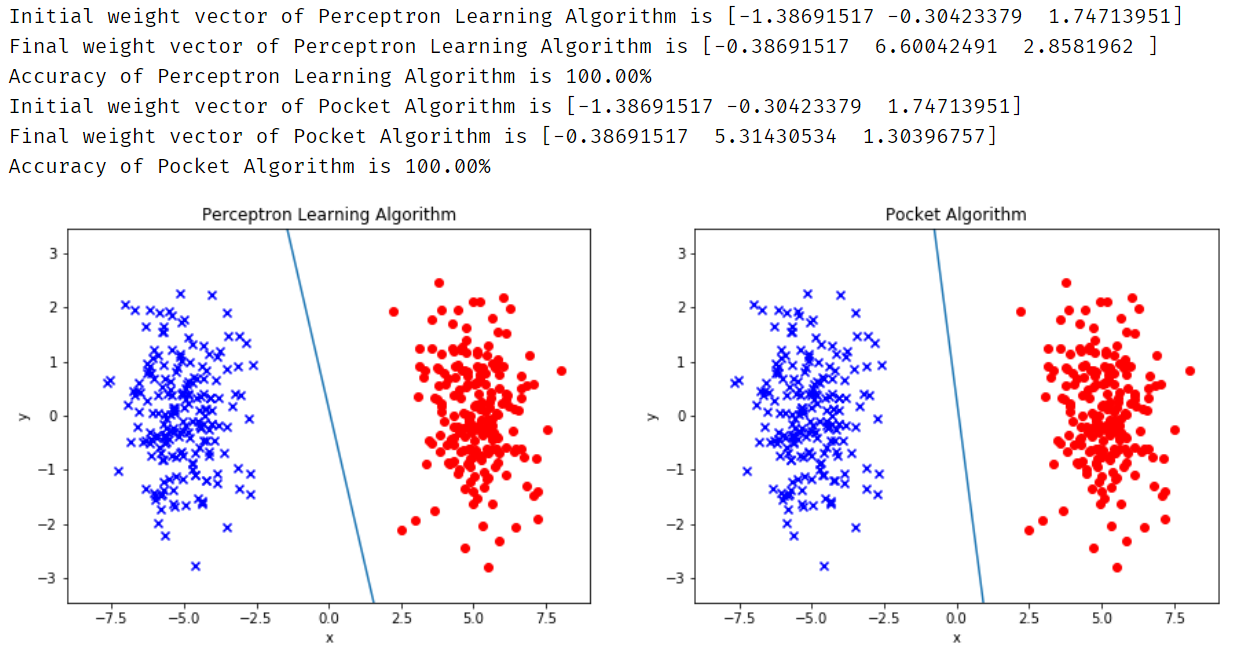 Initial weight vector of Perceptron Learning Algorithm is [-1.38691517 -0.30423379  1.74713951]
Final weight vector of Perceptron Learning Algorithm is [-0.38691517  6.60042491  2.8581962 ]
Accuracy of Perceptron Learning Algorithm is 100.00%
Initial weight vector of Pocket Algorithm is [-1.38691517 -0.30423379  1.74713951]
Final weight vector of Pocket Algorithm is [-0.38691517  5.31430534  1.30396757]
Accuracy of Pocket Algorithm is 100.00%
Perceptron Learning Algorithm
3
2
1
0
−1
−2
−3
y
−7.5 −5.0 −2.5 0.0 2.5 5.0 7.5
x
Pocket Algorithm
3
2
1
0
−1
−2
−3
y
−7.5 −5.0 −2.5 0.0 2.5 5.0 7.5
x